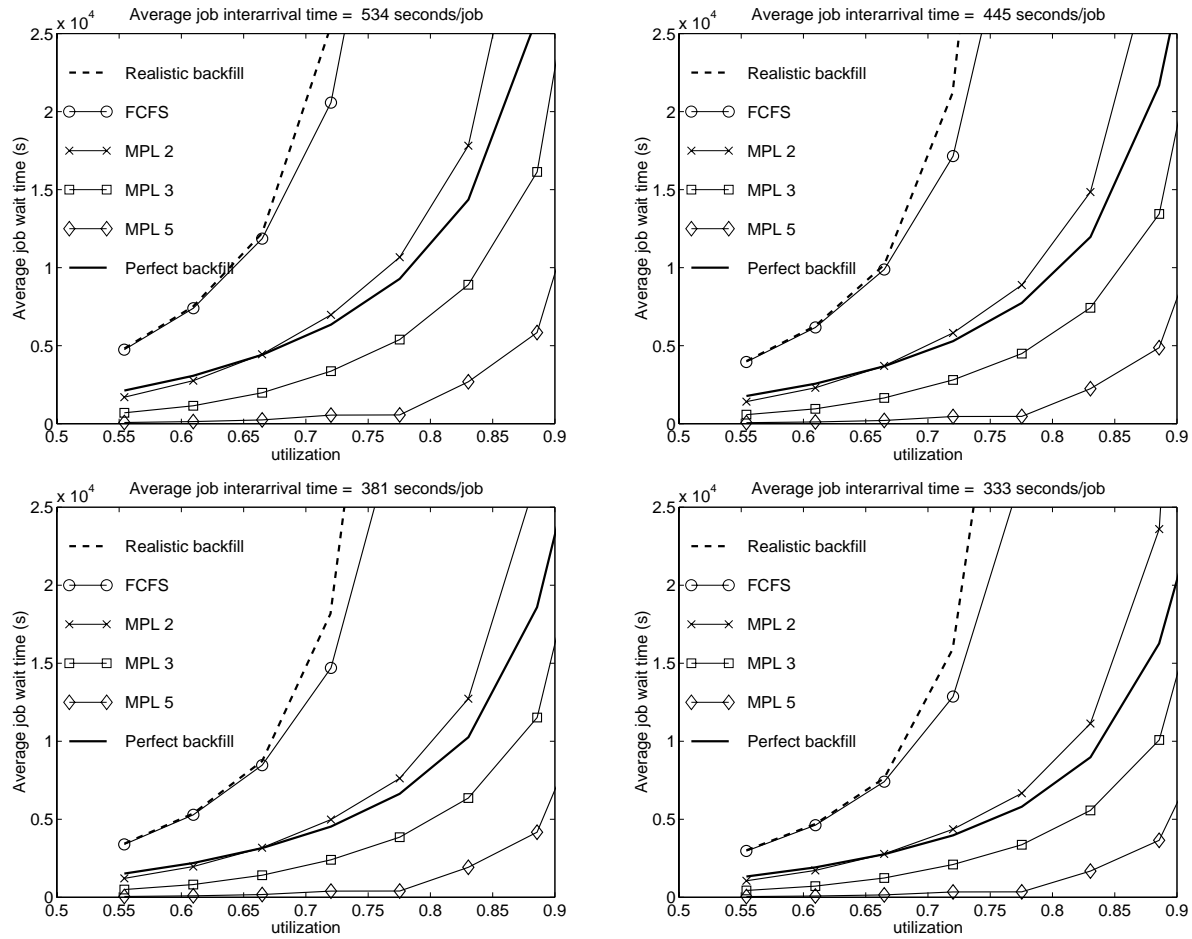 Average job interarrival time = 534 seconds/job
x 10^4
2.5
2
1.5
1
0.5
0
Average job wait time (s)
Realistic backfill
FCFS
MPL 2
MPL 3
MPL 5
Perfect backfill
0.5 0.55 0.6 0.65 0.7 0.75 0.8 0.85 0.9
utilization
Average job interarrival time = 445 seconds/job
x 10^4
2.5
2
1.5
1
0.5
0
Average job wait time (s)
Realistic backfill
FCFS
MPL 2
MPL 3
MPL 5
Perfect backfill
0.5 0.55 0.6 0.65 0.7 0.75 0.8 0.85 0.9
utilization
Average job interarrival time = 381 seconds/job
x 10^4
2.5
2
1.5
1
0.5
0
Average job wait time (s)
Realistic backfill
FCFS
MPL 2
MPL 3
MPL 5
Perfect backfill
0.5 0.55 0.6 0.65 0.7 0.75 0.8 0.85 0.9
utilization
Average job interarrival time = 333 seconds/job
x 10^4
2.5
2
1.5
1
0.5
0
Average job wait time (s)
Realistic backfill
FCFS
MPL 2
MPL 3
MPL 5
Perfect backfill
0.5 0.55 0.6 0.65 0.7 0.75 0.8 0.85 0.9
utilization